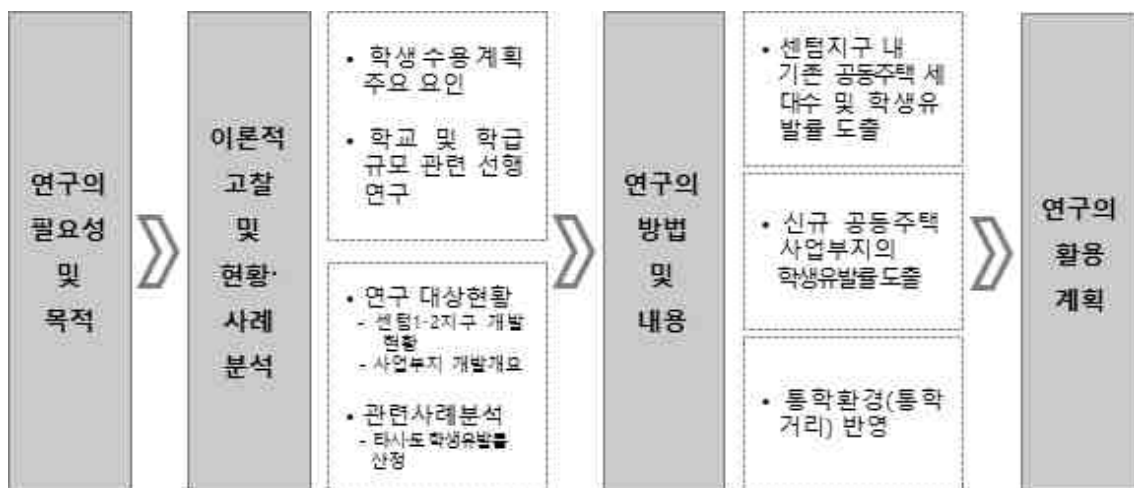 연구의
필요성
및
목적
이론적
고찰
및
현황·
사례
분석
• 학생수용계획
주요 요인
• 학교 및 학급
규모 관련 선행
연구
• 연구 대상현황
- 센텀1·2지구 개발
현황
- 사업부지 개발개요
• 관련사례분석
- 타시·도 학생유발률
산정
연구의
방법
및
내용
• 센텀지구 내
기존 공동주택 세
대수 및 학생유
발률 도출
• 신규 공동주택
사업부지의
학생유발률 도출
• 통학환경(통학
거리) 반영
연구의
활용
계획